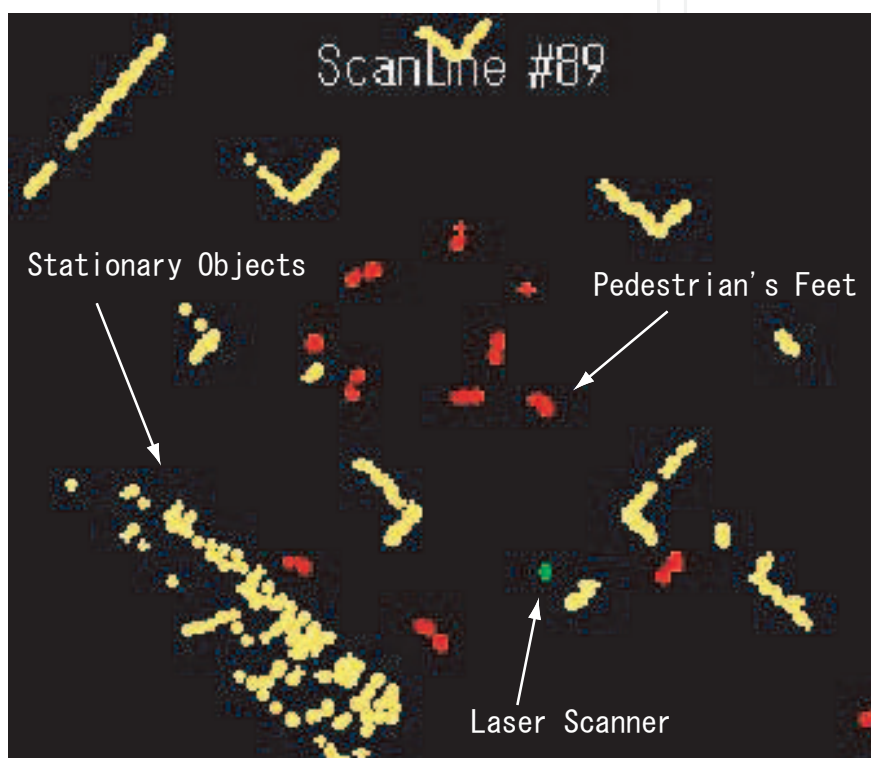 ScanLine #89
Stationary Objects
Pedestrian's Feet
Laser Scanner